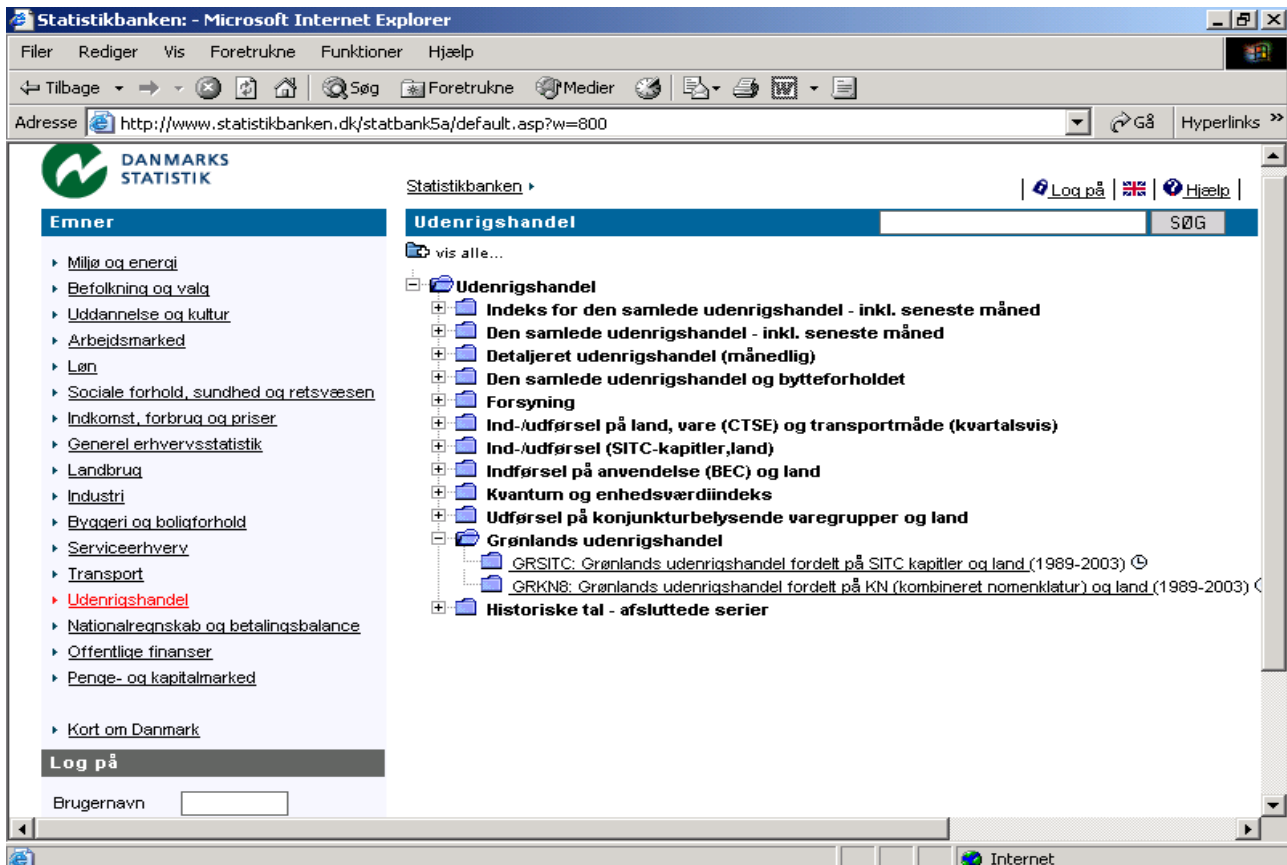 Statistikbanken: - Microsoft Internet Explorer
Filer Rediger Vis Foretrukne Funktioner Hjælp
Tilbage Søg Foretrukne Medier
Adresse http://www.statistikbanken.dk/statbank5a/default.asp?w=800 Gå Hyperlinks »
DANMARKS
STATISTIK
Statistikbanken
Log på | Hjælp |
Emner
Miljø og energi
Befolkning og valg
Uddannelse og kultur
Arbejdsmarked
Løn
Sociale forhold, sundhed og retsvæsen
Indkomst, forbrug og priser
Generel erhvervsstatistik
Landbrug
Industri
Byggeri og boligforhold
Serviceerhverv
Transport
Udenrigshandel
Nationalregnskab og betalingsbalance
Offentlige finanser
Penge- og kapitalmarked
Kort om Danmark
Log på
Brugernavn
Udenrigshandel SØG
vis alle...
Udenrigshandel
Indeks for den samlede udenrigshandel - inkl. seneste måned
Den samlede udenrigshandel - inkl. seneste måned
Detaljeret udenrigshandel (månedlig)
Den samlede udenrigshandel og bytteforholdet
Forsyning
Ind-/udførsel på land, vare (CTSE) og transportmåde (kvartalsvis)
Ind-/udførsel (SITC-kapitler,land)
Indførsel på anvendelse (BEC) og land
Kvantum og enhedsværdiindeks
Udførsel på konjunkturbelysende varegrupper og land
Grønlands udenrigshandel
GRSITC: Grønlands udenrigshandel fordelt på SITC kapitler og land (1989-2003)
GRKN8: Grønlands udenrigshandel fordelt på KN (kombineret nomenklatur) og land (1989-2003)
Historiske tal - afsluttede serier
Internet